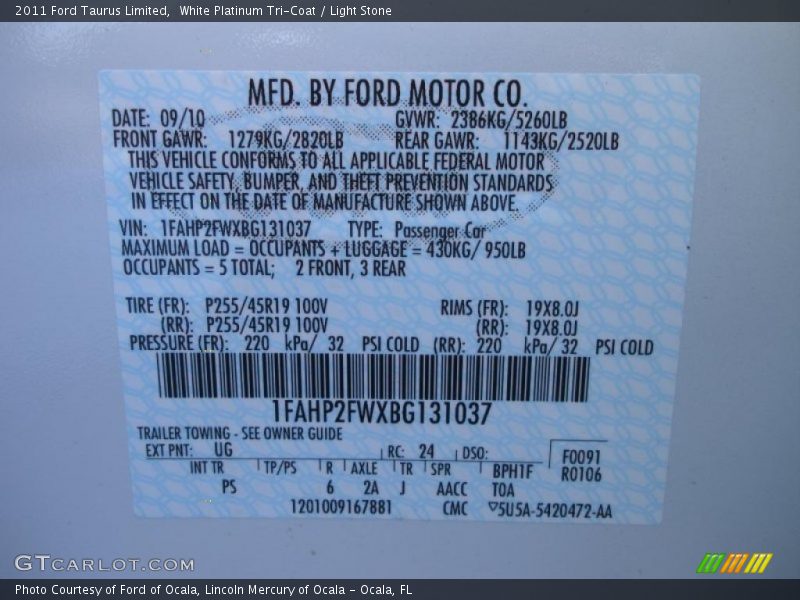 2011 Ford Taurus Limited,  White Platinum Tri-Coat / Light Stone
MFD. BY FORD MOTOR CO.
DATE: 09/10 GVWR: 2386KG/5260LB
FRONT GAWR: 1279KG/2820LB REAR GAWR: 1143KG/2520LB
THIS VEHICLE CONFORMS TO ALL APPLICABLE FEDERAL MOTOR
VEHICLE SAFETY, BUMPER, AND THEFT PREVENTION STANDARDS
IN EFFECT ON THE DATE OF MANUFACTURE SHOWN ABOVE.
VIN: 1FAHP2FWXBG131037 TYPE: Passenger Car
MAXIMUM LOAD = OCCUPANTS + LUGGAGE = 430KG/ 950LB
OCCUPANTS = 5 TOTAL; 2 FRONT, 3 REAR
TIRE (FR): P255/45R19 100V RIMS (FR): 19X8.0J
(RR): P255/45R19 100V (RR): 19X8.0J
PRESSURE (FR): 220 kPa/ 32 PSI COLD (RR): 220 kPa/ 32 PSI COLD
1FAHP2FWXBG131037
TRAILER TOWING - SEE OWNER GUIDE
EXT PNT: UG RC: 24 DSO: F0091
INT TR TP/PS R AXLE TR SPR BPH1F R0106
PS 6 2A J AACC TOA
1201009167881 CMC ▽5U5A-5420472-AA
GTCARLOT.COM
Photo Courtesy of Ford of Ocala, Lincoln Mercury of Ocala - Ocala, FL